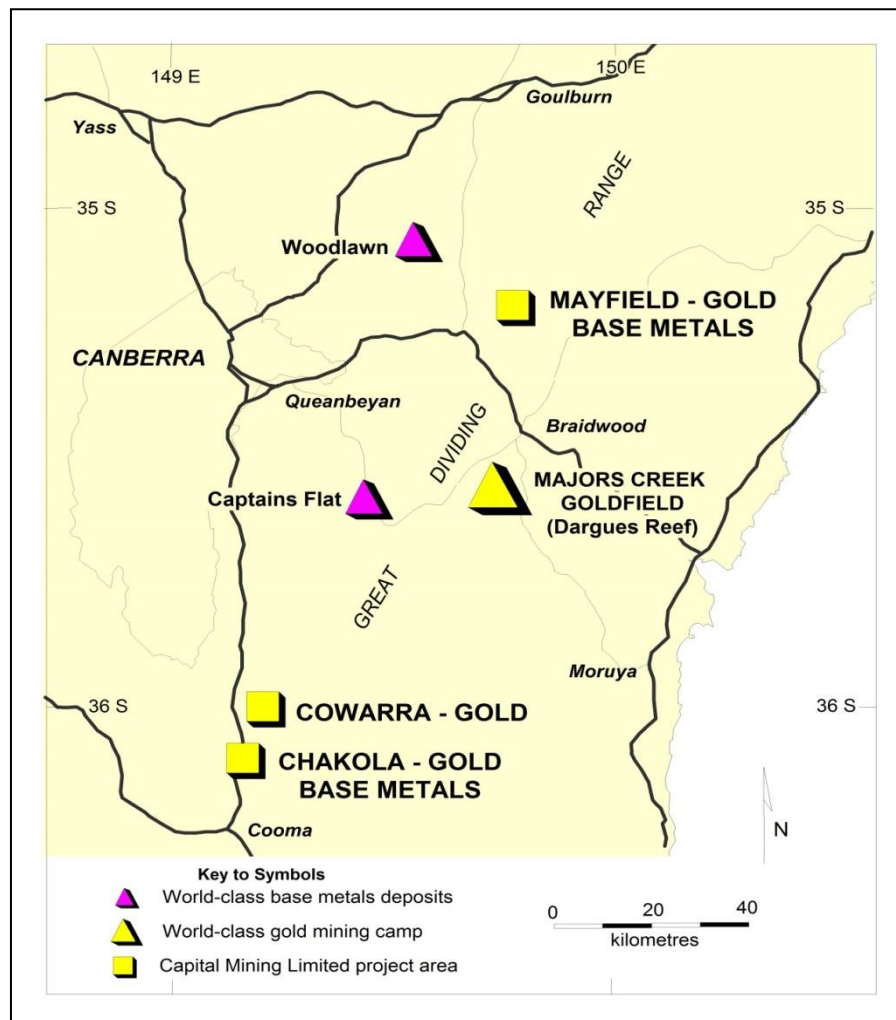 149 E
150 E
Yass
Goulburn
RANGE
35 S
35 S
Woodlawn
MAYFIELD - GOLD
BASE METALS
CANBERRA
Queanbeyan
DIVIDING
Braidwood
Captains Flat
MAJORS CREEK
GOLDFIELD
(Dargues Reef)
GREAT
Moruya
36 S
36 S
COWARRA - GOLD
CHAKOLA - GOLD
BASE METALS
Cooma
N
Key to Symbols
World-class base metals deposits
World-class gold mining camp
Capital Mining Limited project area
0 20 40
kilometres